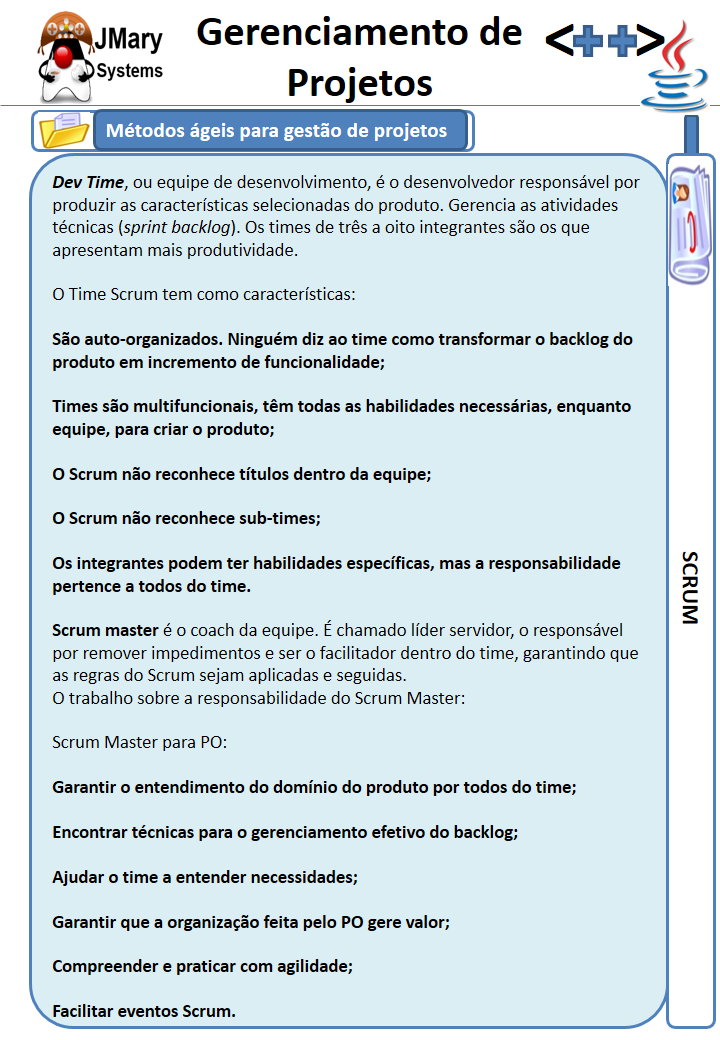 JMary
Systems
Gerenciamento de
Projetos
<++>
Métodos ágeis para gestão de projetos
Dev Time, ou equipe de desenvolvimento, é o desenvolvedor responsável por
produzir as características selecionadas do produto. Gerencia as atividades
técnicas (sprint backlog). Os times de três a oito integrantes são os que
apresentam mais produtividade.
O Time Scrum tem como características:
São auto-organizados. Ninguém diz ao time como transformar o backlog do
produto em incremento de funcionalidade;
Times são multifuncionais, têm todas as habilidades necessárias, enquanto
equipe, para criar o produto;
O Scrum não reconhece títulos dentro da equipe;
O Scrum não reconhece sub-times;
Os integrantes podem ter habilidades específicas, mas a responsabilidade
pertence a todos do time.
Scrum master é o coach da equipe. É chamado líder servidor, o responsável
por remover impedimentos e ser o facilitador dentro do time, garantindo que
as regras do Scrum sejam aplicadas e seguidas.
O trabalho sobre a responsabilidade do Scrum Master:
Scrum Master para PO:
Garantir o entendimento do domínio do produto por todos do time;
Encontrar técnicas para o gerenciamento efetivo do backlog;
Ajudar o time a entender necessidades;
Garantir que a organização feita pelo PO gere valor;
Compreender e praticar com agilidade;
Facilitar eventos Scrum.
SCRUM